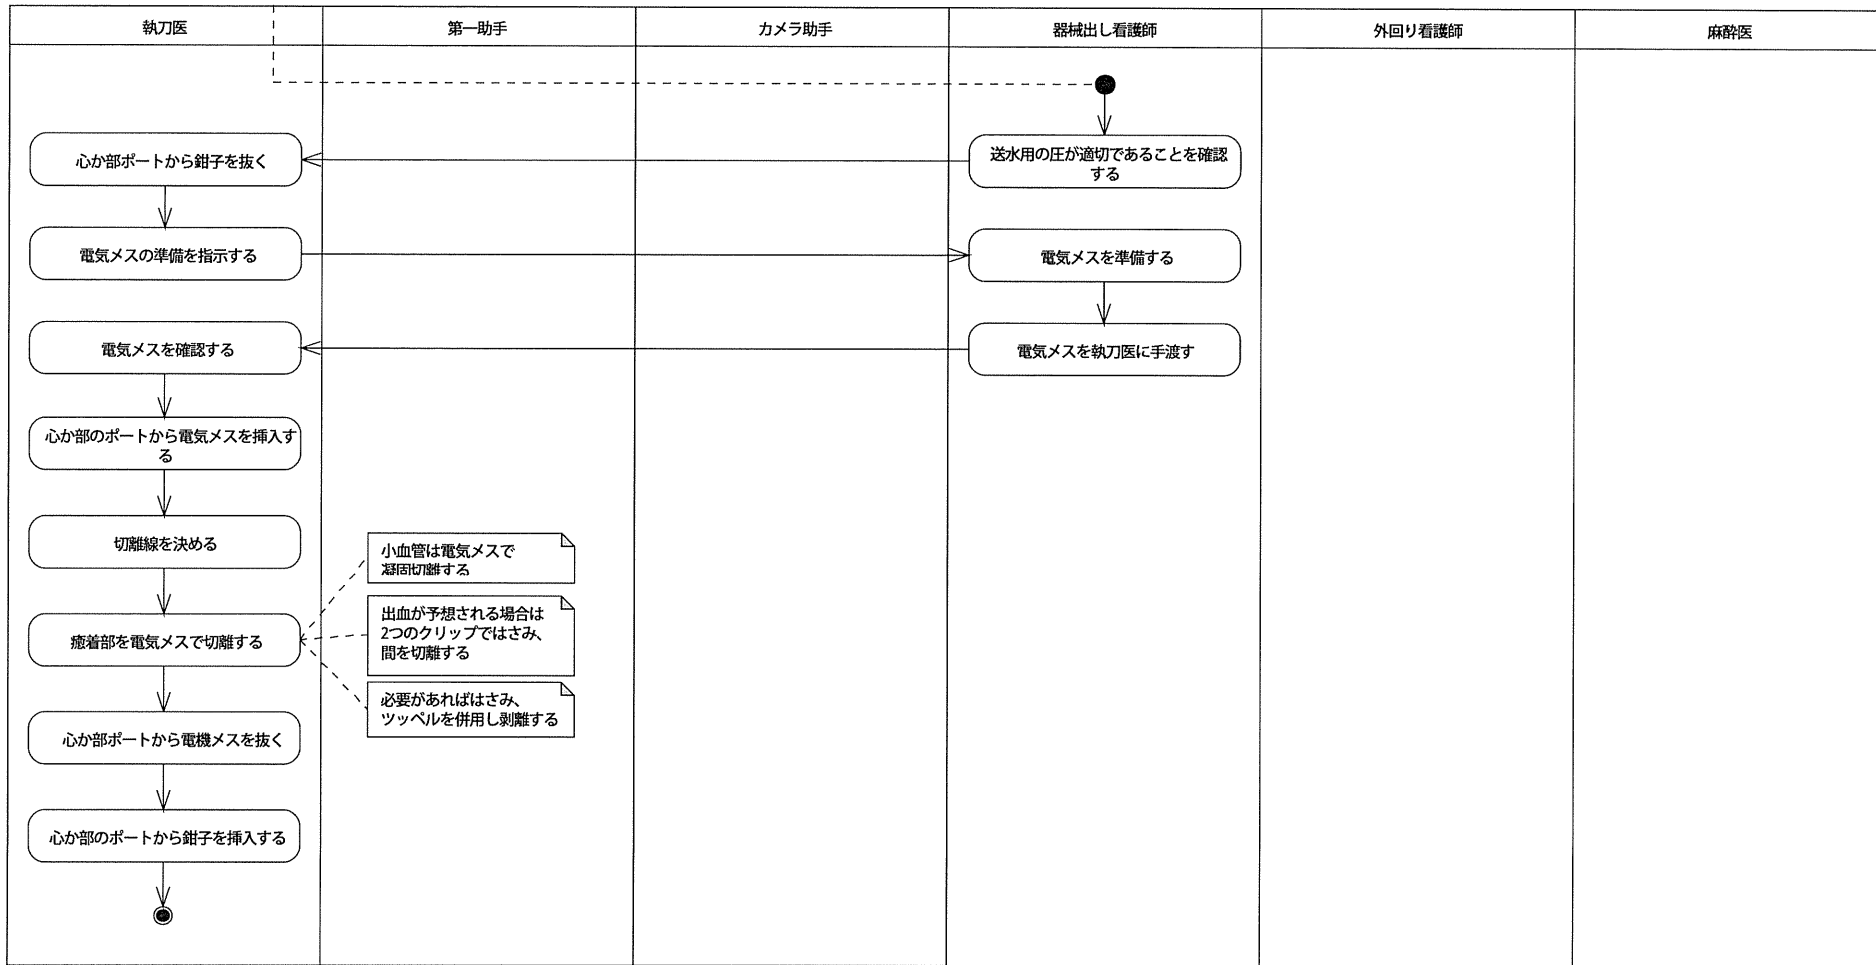 執刀医
第一助手
カメラ助手
器械出し看護師
外回り看護師
麻酔医
送水用の圧が適切であることを確認
する
心か部ポートから鉗子を抜く
電気メスの準備を指示する
電気メスを準備する
電気メスを執刀医に手渡す
電気メスを確認する
心か部のポートから電気メスを挿入す
る
切離線を決める
小血管は電気メスで
凝固切離する
癒着部を電気メスで切離する
出血が予想される場合は
2つのクリップではさみ、
間を切離する
必要があればはさみ、
ツッペルを併用し剥離する
心か部ポートから電機メスを抜く
心か部のポートから鉗子を挿入する